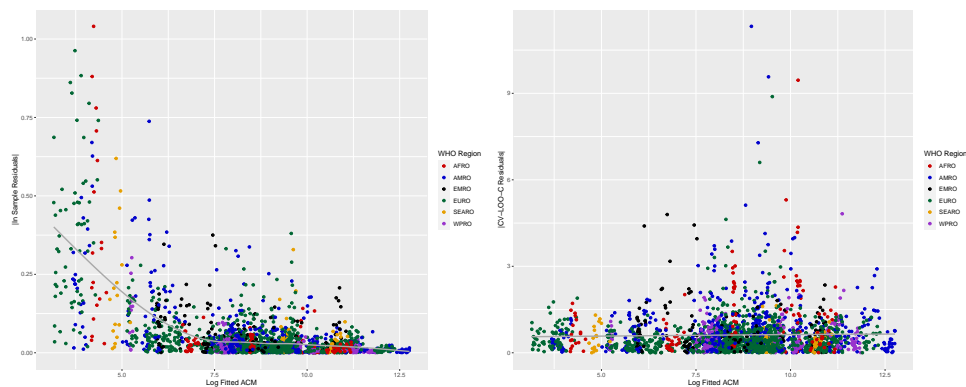 1.00
0.75
0.50
0.25
0.00
|In Sample Residuals|
5.0
7.5
10.0
12.5
Log Fitted ACM
WHO Region
AFRO
AMRO
EMRO
EURO
SEARO
WPRO
9
6
3
0
|CV-LOO-C Residuals|
5.0
7.5
10.0
12.5
Log Fitted ACM
WHO Region
AFRO
AMRO
EMRO
EURO
SEARO
WPRO